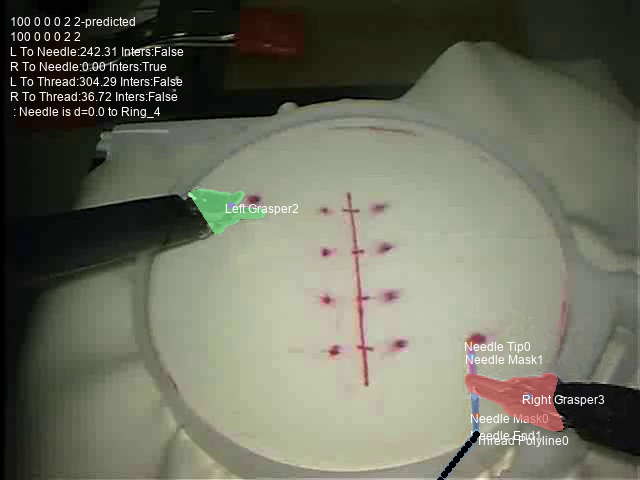 100 0 0 0 2 2-predicted
100 0 0 0 2 2
L To Needle:242.31 Inters:False
R To Needle:0.00 Inters:True
L To Thread:304.29 Inters:False
R To Thread:36.72 Inters:False
: Needle is d=0.0 to Ring_4
Left Grasper2
Needle Tip0
Needle Mask1
Right Grasper3
Needle Mask0
Needle End1
Thread Polyline0